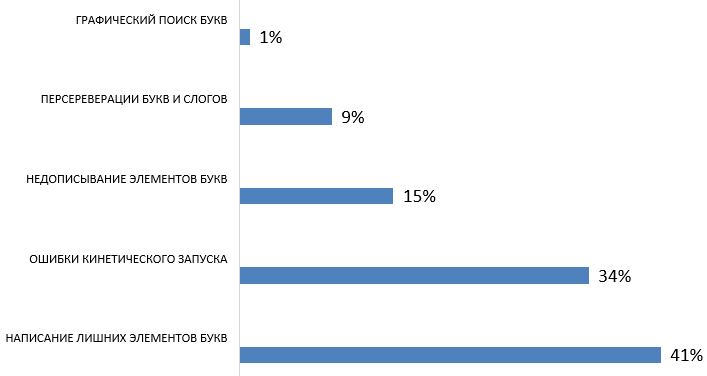 ГРАФИЧЕСКИЙ ПОИСК БУКВ
1%
ПЕРСЕРЕВЕРАЦИИ БУКВ И СЛОГОВ
9%
НЕДОПИСЫВАНИЕ ЭЛЕМЕНТОВ БУКВ
15%
ОШИБКИ КИНЕТИЧЕСКОГО ЗАПУСКА
34%
НАПИСАНИЕ ЛИШНИХ ЭЛЕМЕНТОВ БУКВ
41%